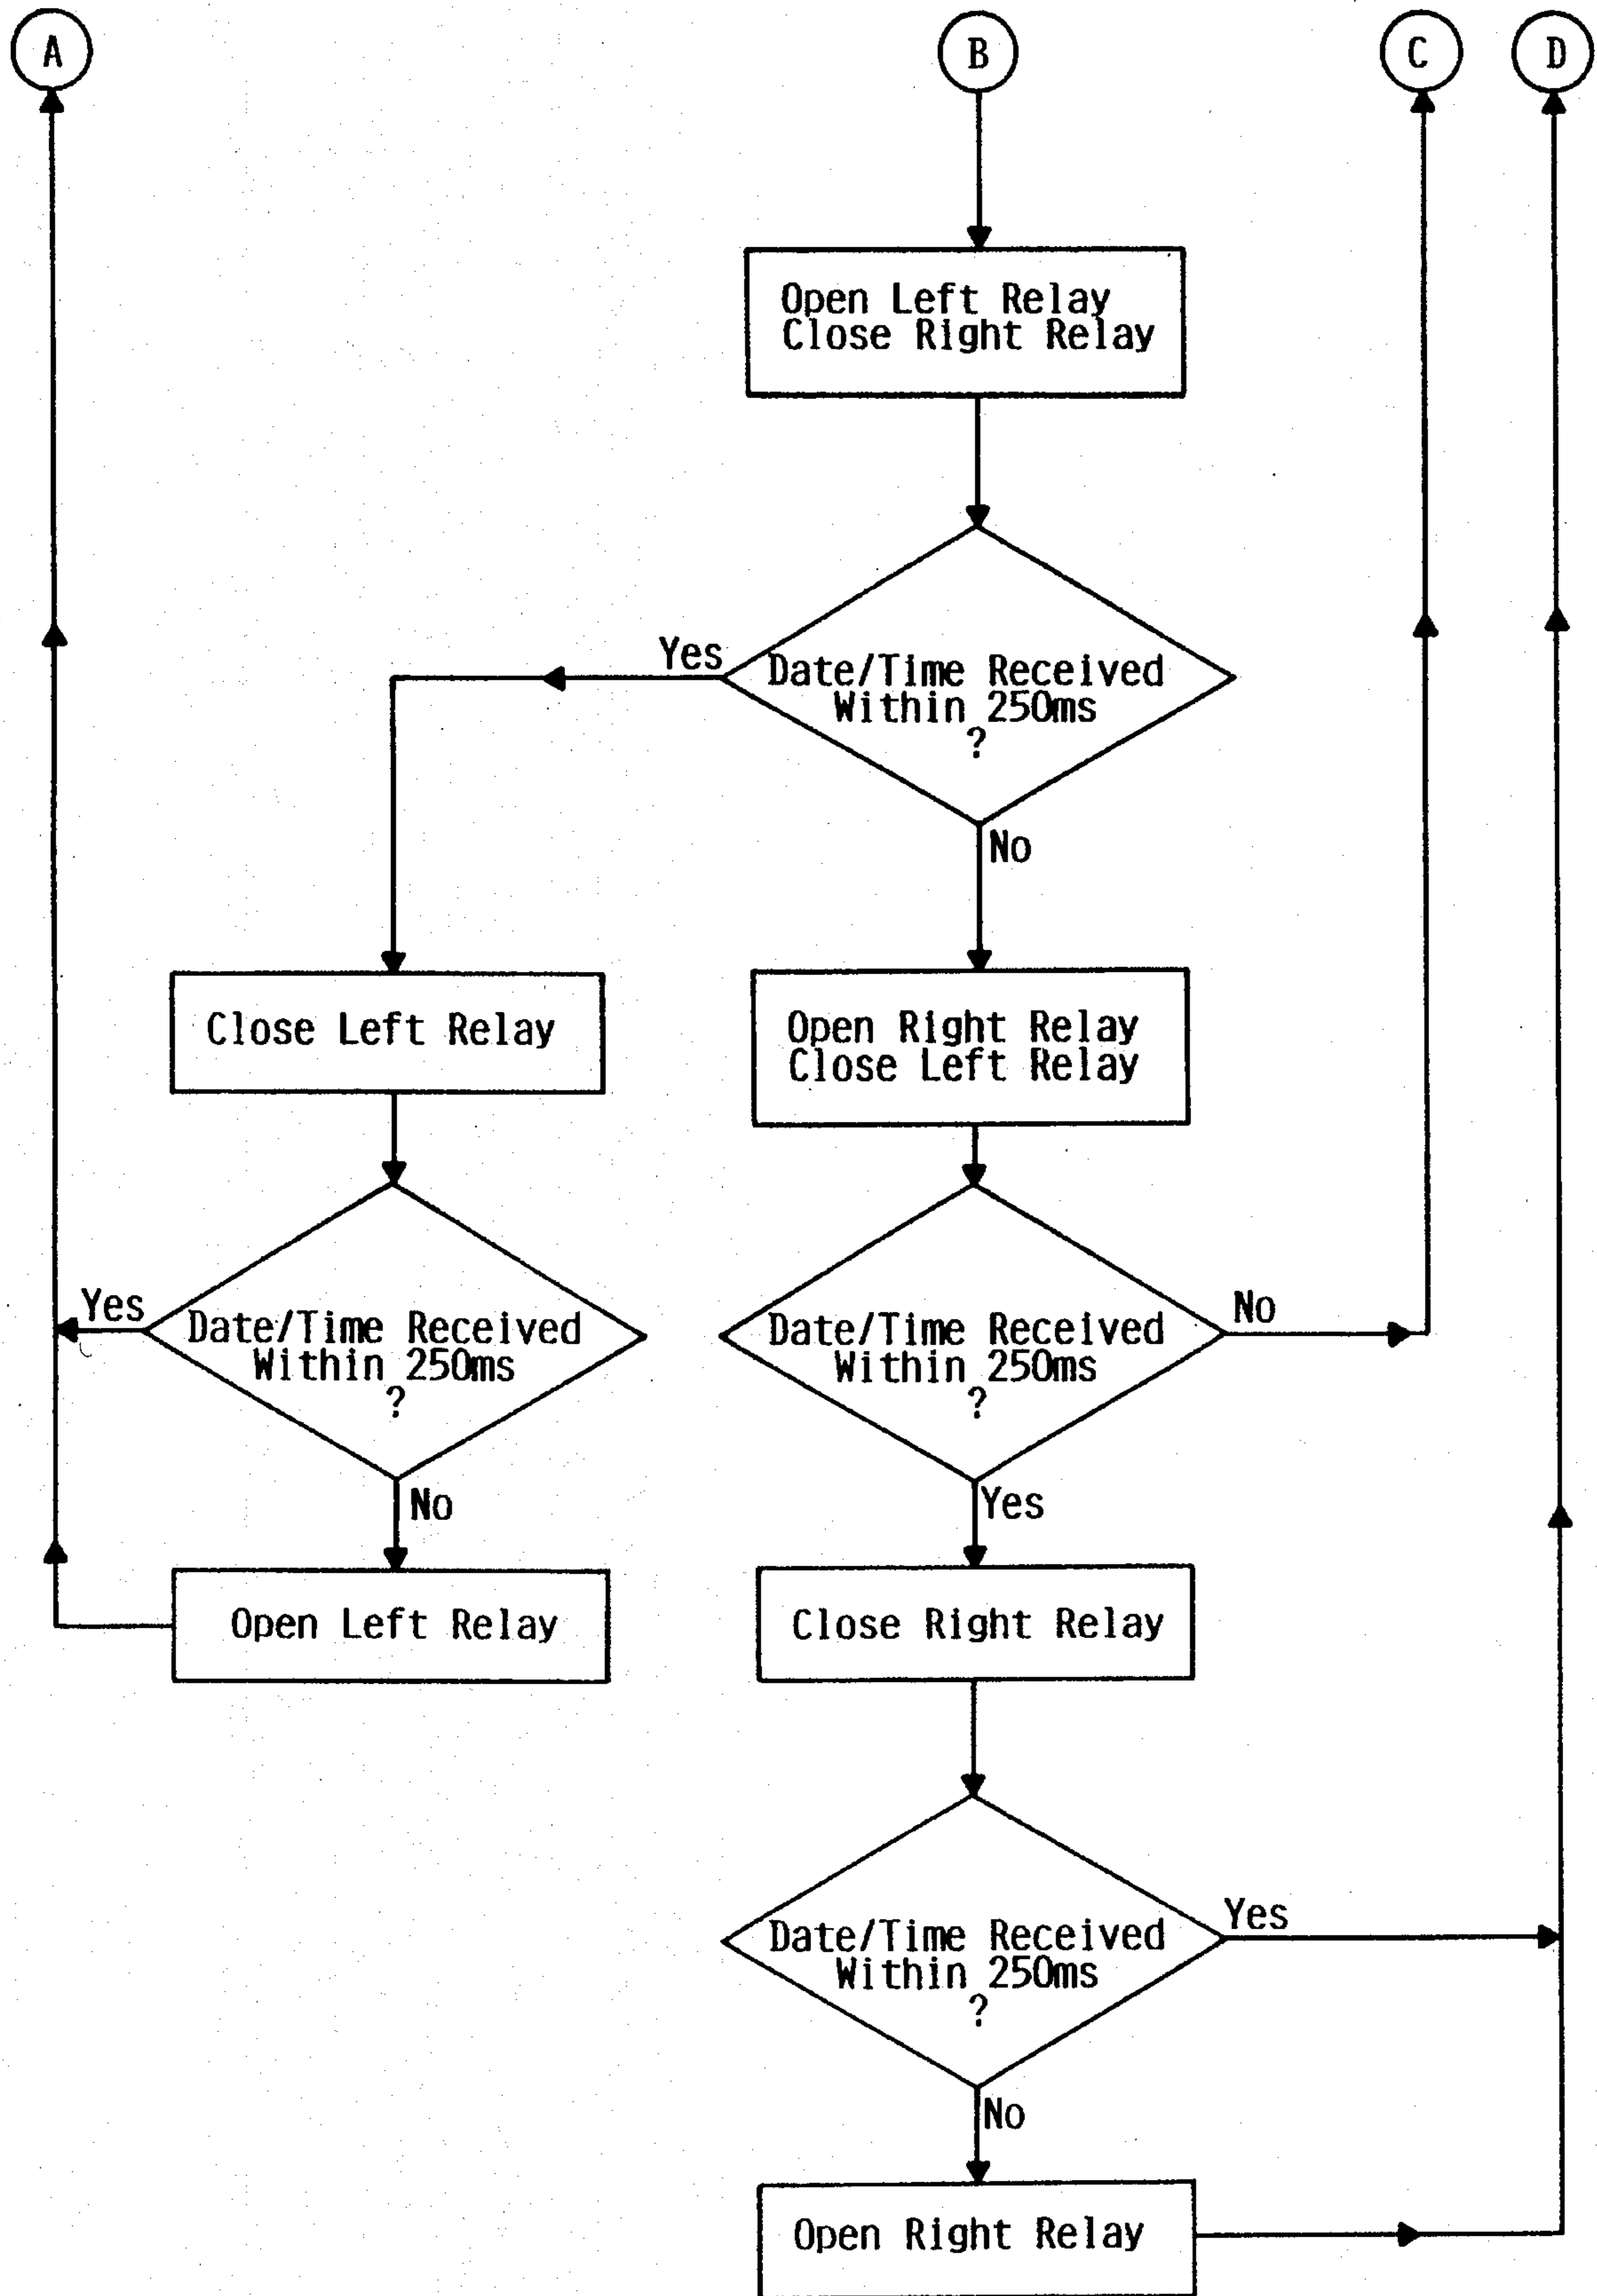 A
B
C
D
Open Left Relay
Close Right Relay
Yes
Date/Time Received
Within 250ms
?
No
Close Left Relay
Open Right Relay
Close Left Relay
Yes
Date/Time Received
Within 250ms
?
No
Date/Time Received
Within 250ms
?
No
Yes
Open Left Relay
Close Right Relay
Date/Time Received
Within 250ms
?
Yes
No
Open Right Relay